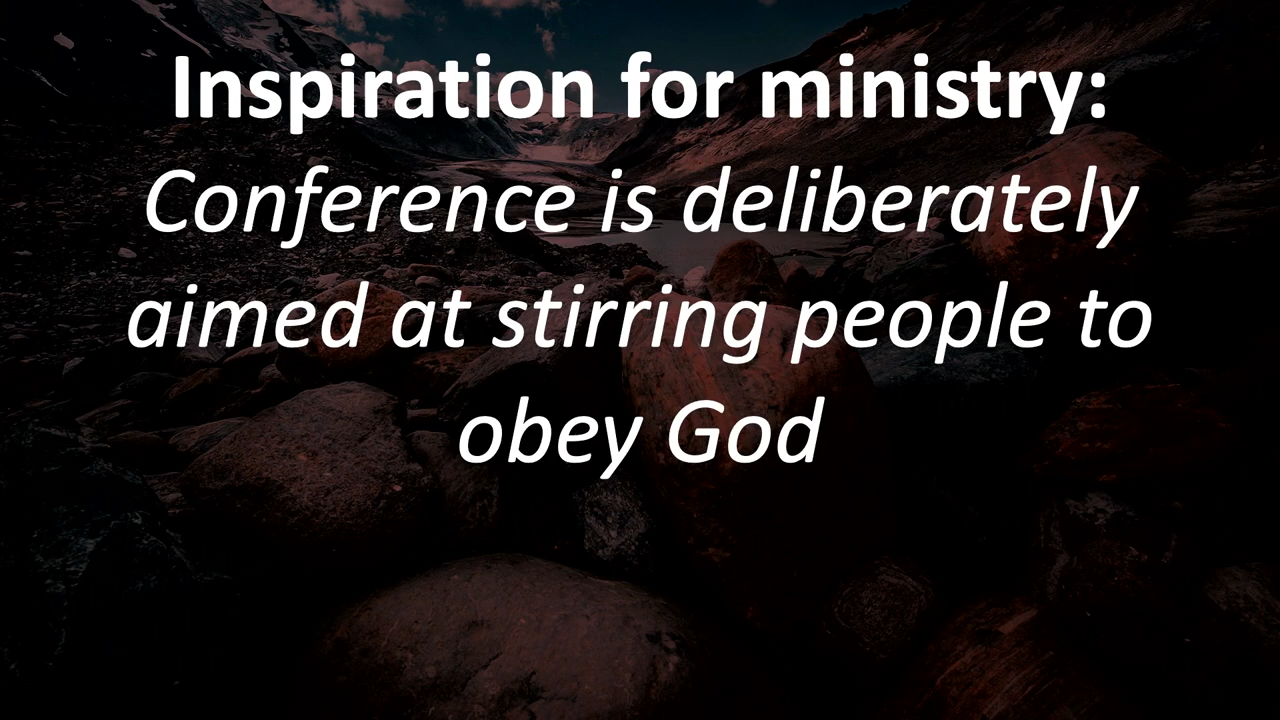 Inspiration for ministry:
Conference is deliberately
aimed at stirring people to
obey God